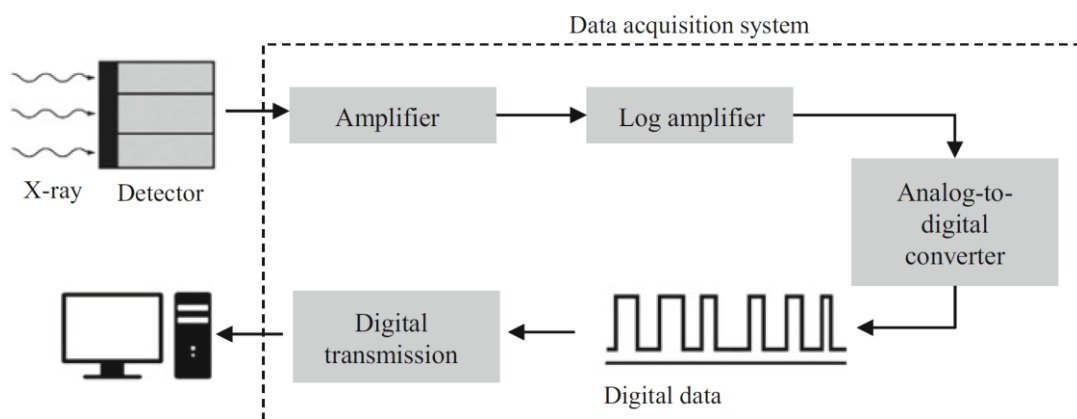 Data acquisition system
Amplifier
Log amplifier
X-ray
Detector
Analog-to-
digital
converter
Digital
transmission
Digital data